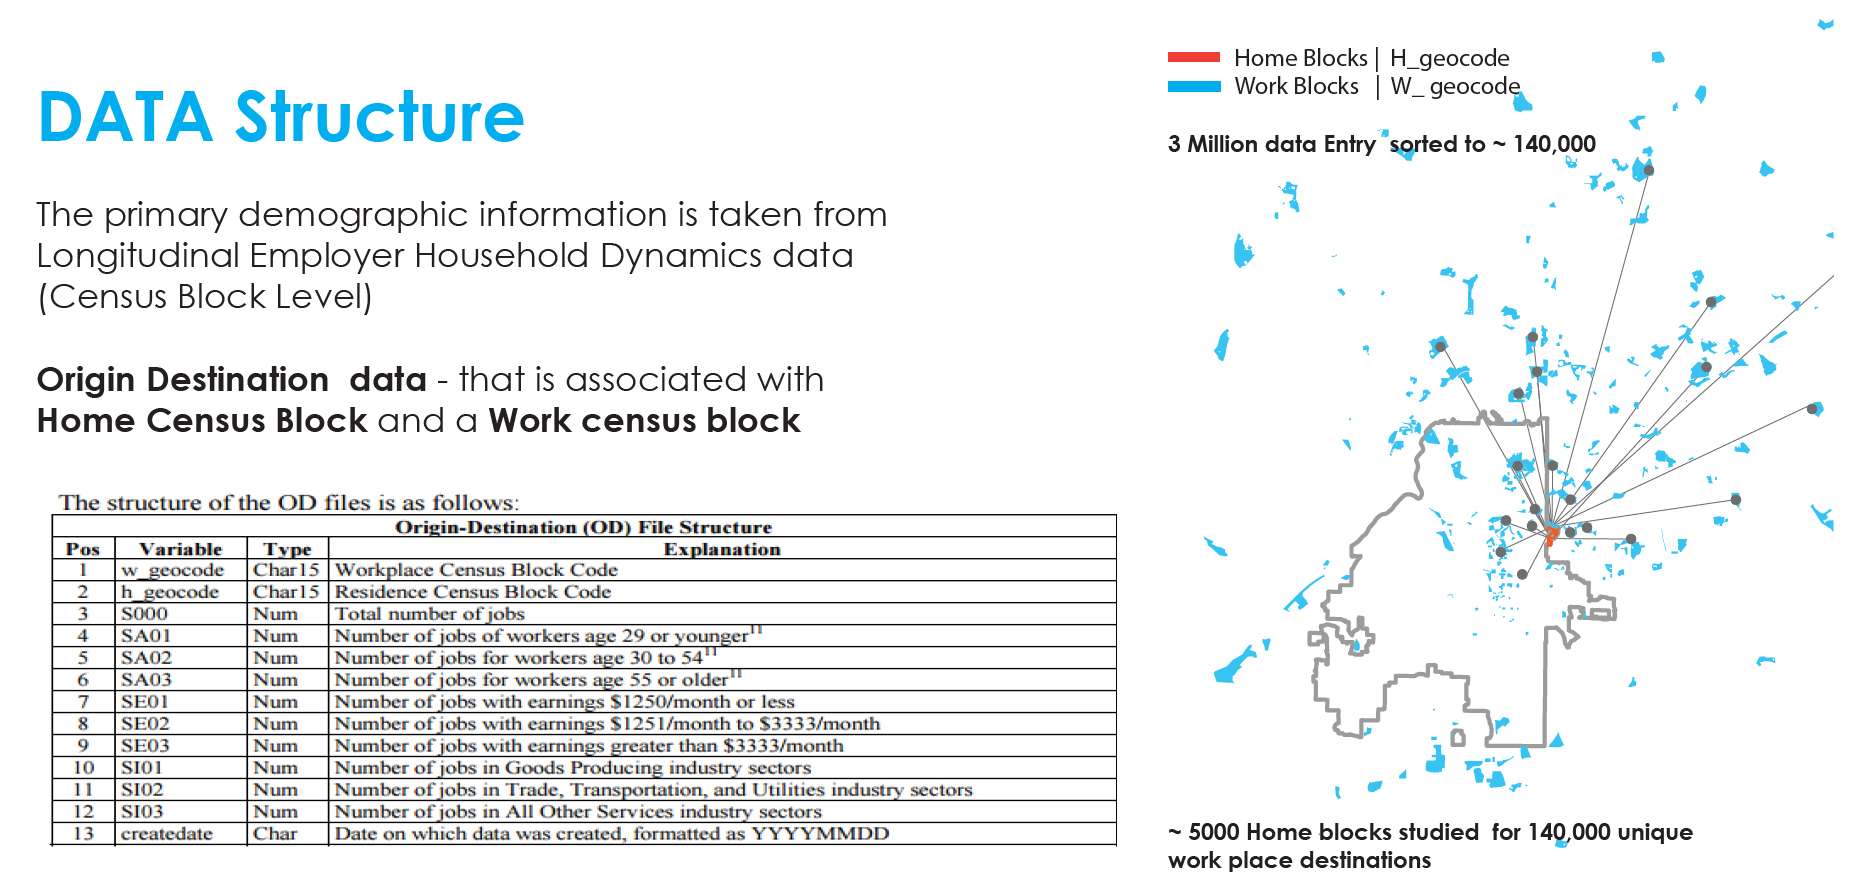 DATA Structure
The primary demographic information is taken from
Longitudinal Employer Household Dynamics data
(Census Block Level)
Origin Destination data - that is associated with
Home Census Block and a Work census block
The structure of the OD files is as follows:
Origin-Destination (OD) File Structure
Pos Variable Type Explanation
1 w_geocode Char15 Workplace Census Block Code
2 h_geocode Char15 Residence Census Block Code
3 S000 Num Total number of jobs
4 SA01 Num Number of jobs of workers age 29 or younger11
5 SA02 Num Number of jobs for workers age 30 to 5411
6 SA03 Num Number of jobs for workers age 55 or older11
7 SE01 Num Number of jobs with earnings $1250/month or less
8 SE02 Num Number of jobs with earnings $1251/month to $3333/month
9 SE03 Num Number of jobs with earnings greater than $3333/month
10 SI01 Num Number of jobs in Goods Producing industry sectors
11 SI02 Num Number of jobs in Trade, Transportation, and Utilities industry sectors
12 SI03 Num Number of jobs in All Other Services industry sectors
13 createdate Char Date on which data was created, formatted as YYYYMMDD
Home Blocks | H_geocode
Work Blocks | W_ geocode
3 Million data Entry sorted to ~ 140,000
~ 5000 Home blocks studied for 140,000 unique
work place destinations